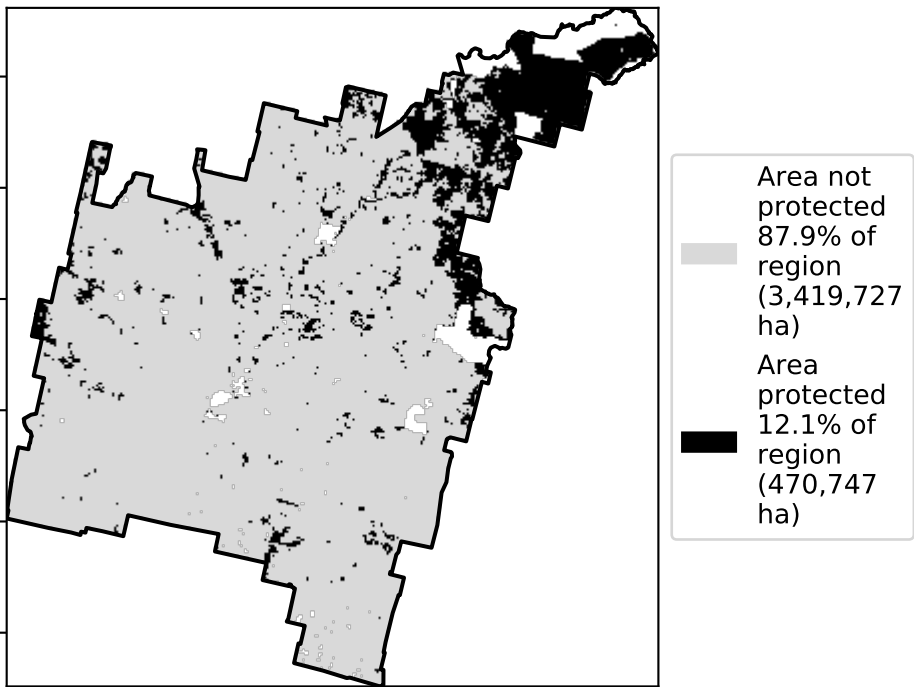 Area not
protected
87.9% of
region
(3,419,727
ha)
Area
protected
12.1% of
region
(470,747
ha)